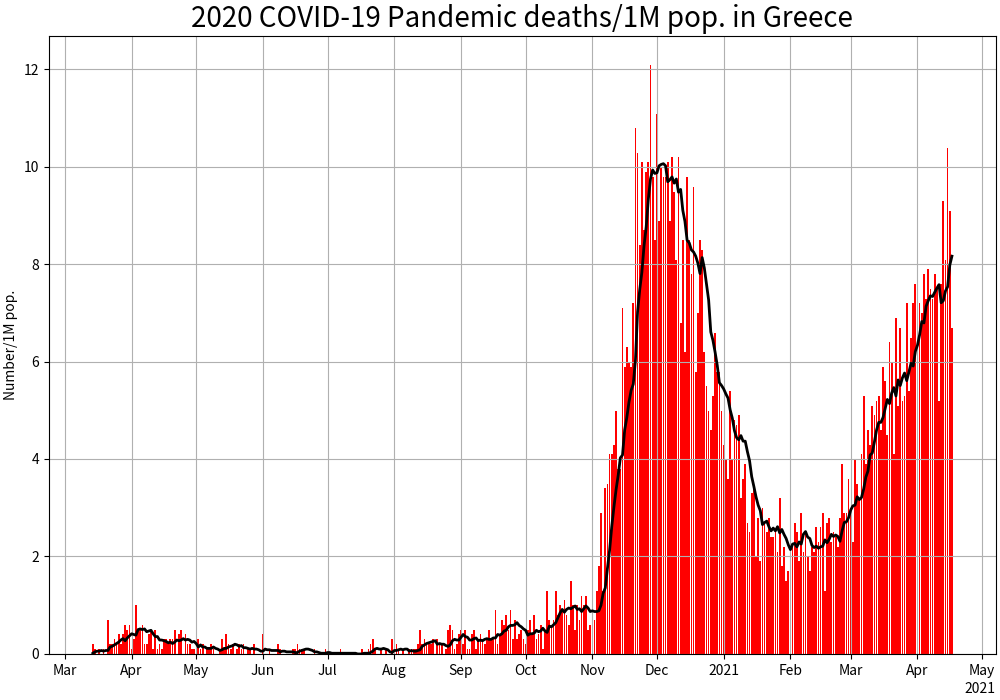 2020 COVID-19 Pandemic deaths/1M pop. in Greece
Number/1M pop.
12
10
8
6
4
2
0
Mar Apr May Jun Jul Aug Sep Oct Nov Dec 2021 Feb Mar Apr May
2021